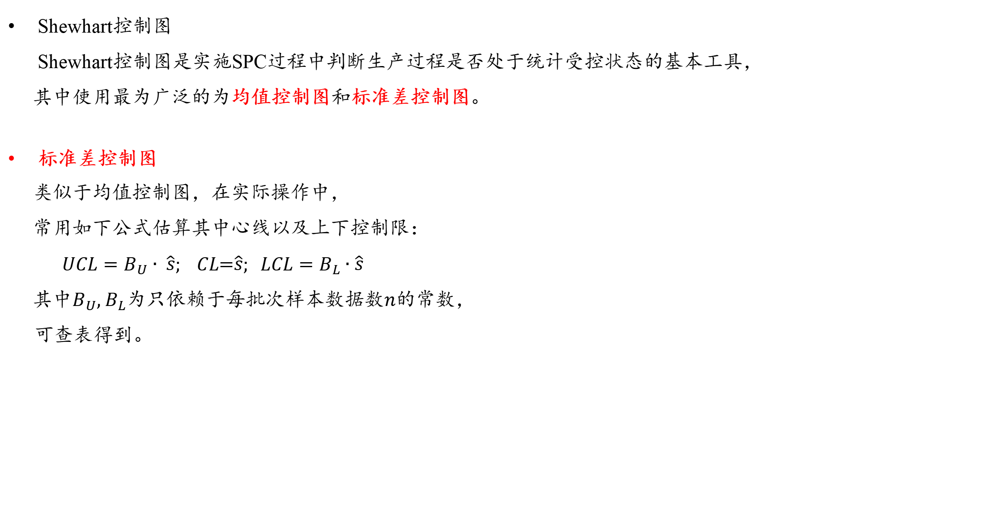 • Shewhart控制图
Shewhart控制图是实施SPC过程中判断生产过程是否处于统计受控状态的基本工具，
其中使用最为广泛的为均值控制图和标准差控制图。
• 标准差控制图
类似于均值控制图，在实际操作中，
常用如下公式估算其中心线以及上下控制限：
$UCL = B_U \cdot \hat{s}$; $CL=\hat{s}$; $LCL = B_L \cdot \hat{s}$
其中$B_U, B_L$为只依赖于每批次样本数据数$n$的常数，
可查表得到。